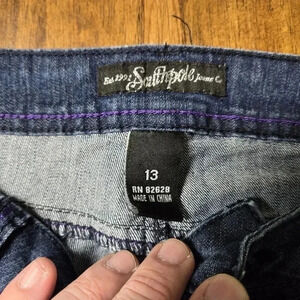 Est. 1991 Southpole Jeans Co.
13
RN 82628
MADE IN CHINA